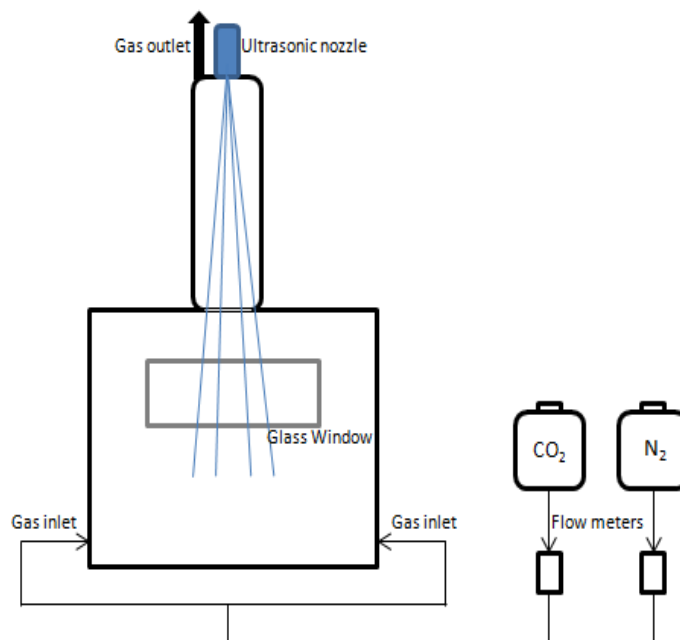 Gas outlet
Ultrasonic nozzle
Glass Window
CO₂
N₂
Gas inlet
Gas inlet
Flow meters